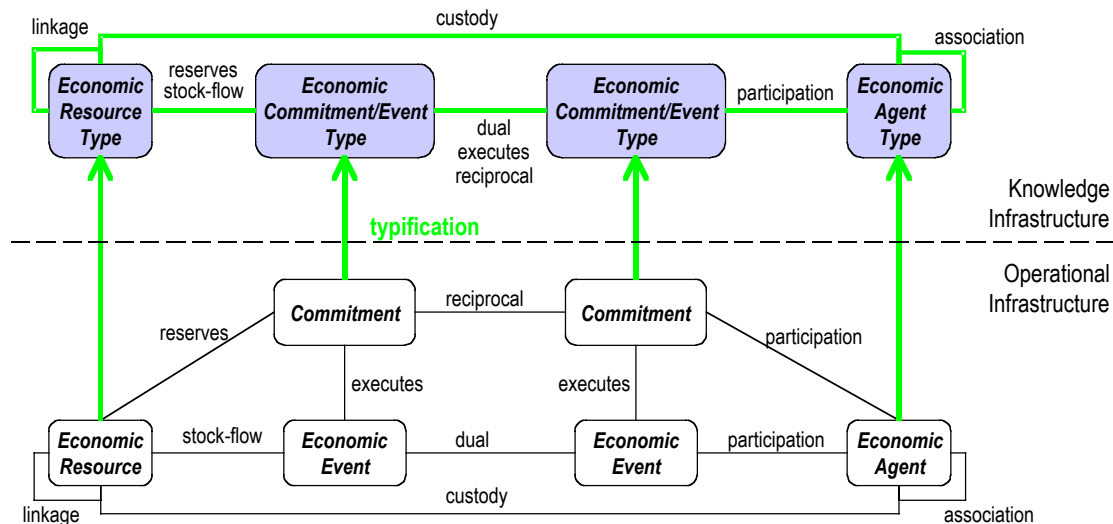 custody
linkage
association
Economic
Resource
Type
reserves
stock-flow
Economic
Commitment/Event
Type
dual
executes
reciprocal
Economic
Commitment/Event
Type
participation
Economic
Agent
Type
Knowledge
Infrastructure
typification
Operational
Infrastructure
Commitment
reciprocal
Commitment
reserves
participation
executes
executes
Economic
Resource
stock-flow
Economic
Event
dual
Economic
Event
participation
Economic
Agent
linkage
custody
association